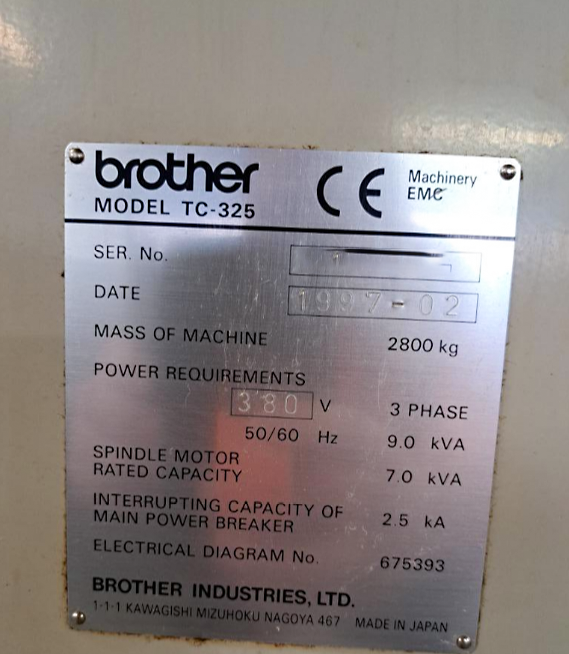 brother
MODEL TC-325
CE
Machinery
EMC
SER. No.
DATE 1997-02
MASS OF MACHINE 2800 kg
POWER REQUIREMENTS
380 V 3 PHASE
50/60 Hz 9.0 kVA
SPINDLE MOTOR
RATED CAPACITY 7.0 kVA
INTERRUPTING CAPACITY OF
MAIN POWER BREAKER 2.5 kA
ELECTRICAL DIAGRAM No. 675393
BROTHER INDUSTRIES, LTD.
1-1-1 KAWAGISHI MIZUHOKU NAGOYA 467 MADE IN JAPAN